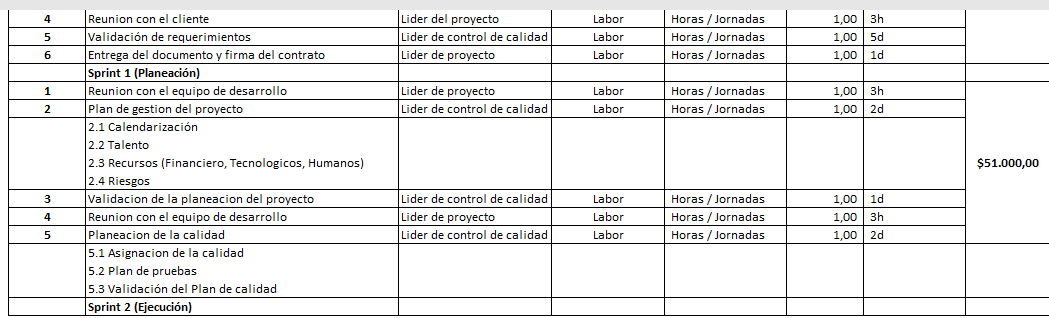 4 Reunion con el cliente Lider del proyecto Labor Horas / Jornadas 1,00 3h
5 Validación de requerimientos Lider de control de calidad Labor Horas / Jornadas 1,00 5d
6 Entrega del documento y firma del contrato Lider de proyecto Labor Horas / Jornadas 1,00 1d
Sprint 1 (Planeación)
1 Reunion con el equipo de desarrollo Lider de proyecto Labor Horas / Jornadas 1,00 3h
2 Plan de gestion del proyecto Lider de control de calidad Labor Horas / Jornadas 1,00 2d
2.1 Calendarización
2.2 Talento
2.3 Recursos (Financiero, Tecnologicos, Humanos)
$51.000,00
2.4 Riesgos
3 Validacion de la planeacion del proyecto Lider de control de calidad Labor Horas / Jornadas 1,00 1d
4 Reunion con el equipo de desarrollo Lider de proyecto Labor Horas / Jornadas 1,00 3h
5 Planeacion de la calidad Lider de control de calidad Labor Horas / Jornadas 1,00 2d
5.1 Asignacion de la calidad
5.2 Plan de pruebas
5.3 Validación del Plan de calidad
Sprint 2 (Ejecución)